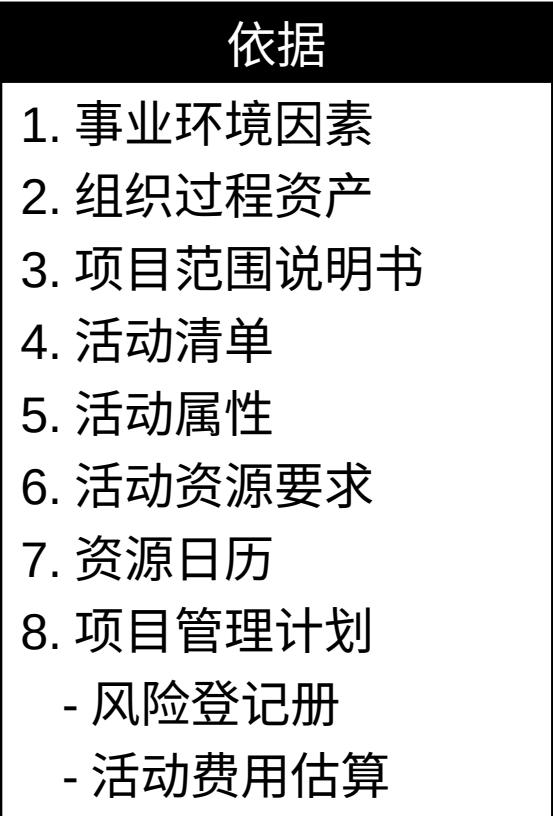 依据
1. 事业环境因素
2. 组织过程资产
3. 项目范围说明书
4. 活动清单
5. 活动属性
6. 活动资源要求
7. 资源日历
8. 项目管理计划
- 风险登记册
- 活动费用估算